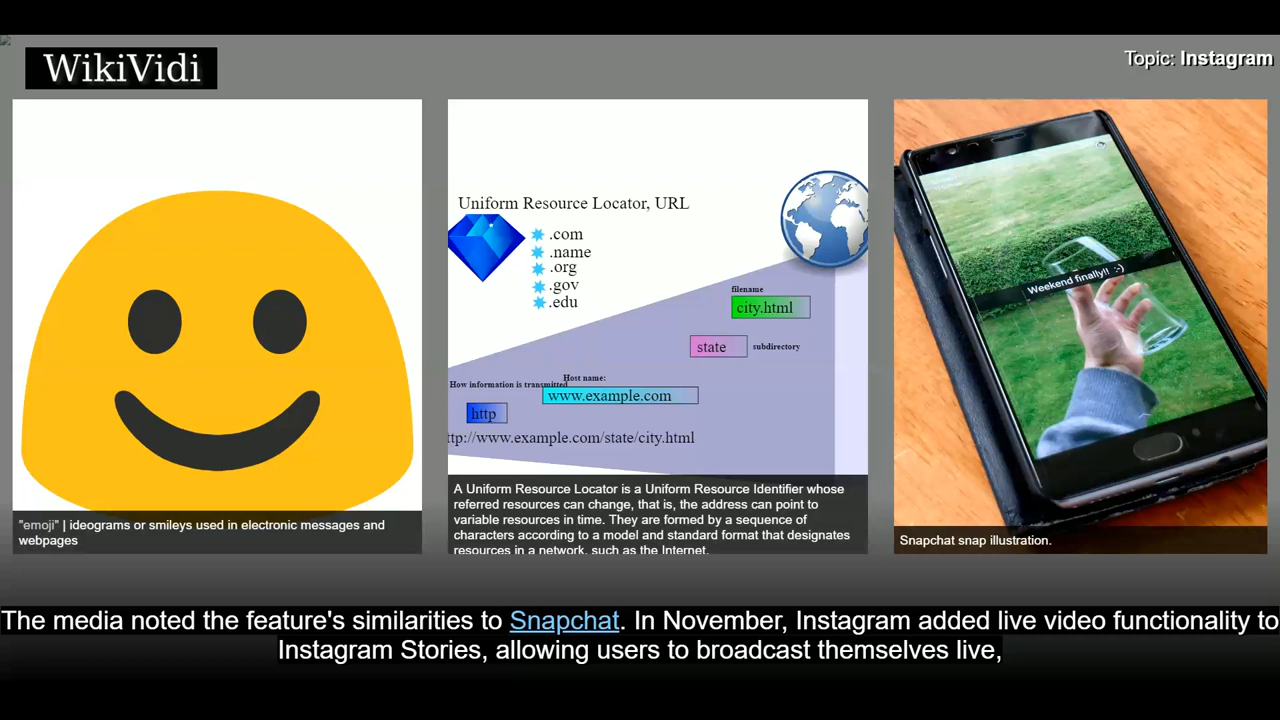 WikiVidi
Topic: Instagram
Uniform Resource Locator, URL
.com
.name
.org
.gov
.edu
filename
city.html
state
subdirectory
How information is transmitted
Host name:
www.example.com
http
ttp://www.example.com/state/city.html
Weekend finally!! :-)
"emoji" | ideograms or smileys used in electronic messages and
webpages
A Uniform Resource Locator is a Uniform Resource Identifier whose
referred resources can change, that is, the address can point to
variable resources in time. They are formed by a sequence of
characters according to a model and standard format that designates
resources in a network, such as the Internet.
Snapchat snap illustration.
The media noted the feature's similarities to Snapchat. In November, Instagram added live video functionality to
Instagram Stories, allowing users to broadcast themselves live,